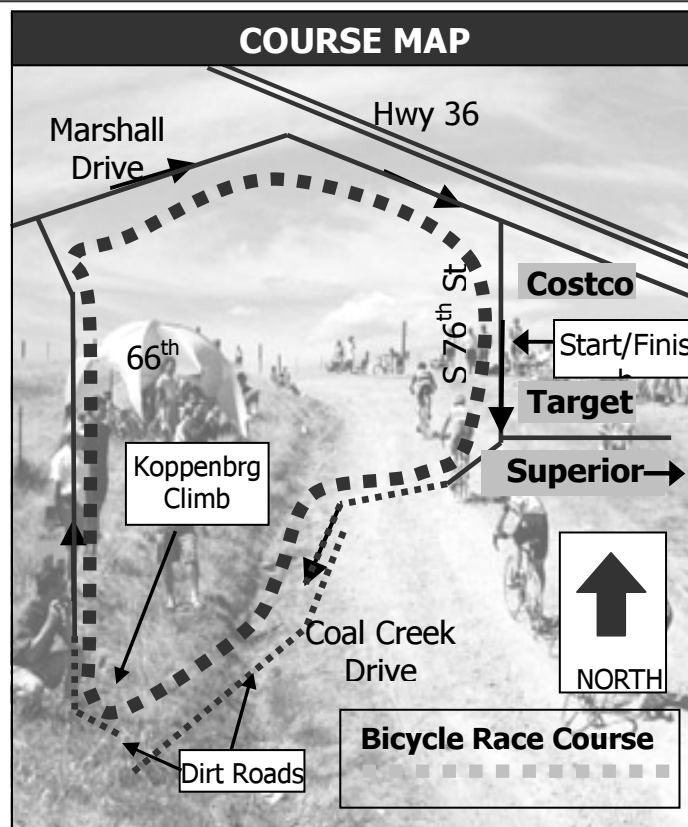 COURSE MAP
Hwy 36
Marshall
Drive
Costco
S 76th St
Start/Finis
h
66th
Target
Koppenbrg
Climb
Superior
Coal Creek
Drive
NORTH
Bicycle Race Course
Dirt Roads